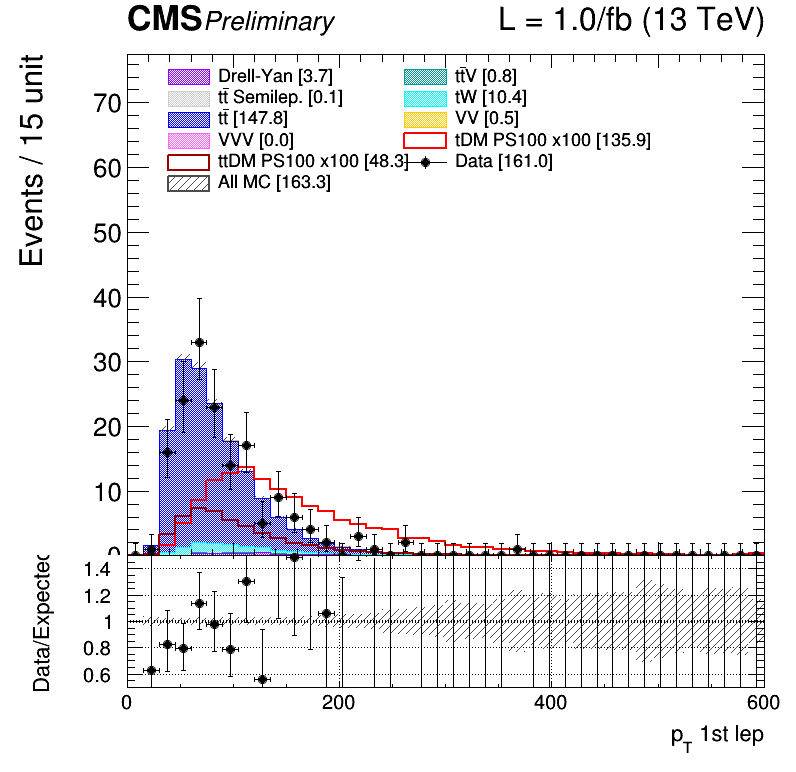 CMS Preliminary L = 1.0/fb (13 TeV)
Drell-Yan [3.7] tt̄V [0.8]
tt̄ Semilep. [0.1] tW [10.4]
tt̄ [147.8] VV [0.5]
VVV [0.0] tDM PS100 x100 [135.9]
ttDM PS100 x100 [48.3] Data [161.0]
All MC [163.3]
Events / 15 unit
70
60
50
40
30
20
10
0
Data/Expected
1.4
1.2
1
0.8
0.6
0 200 400 600
p_T 1st lep